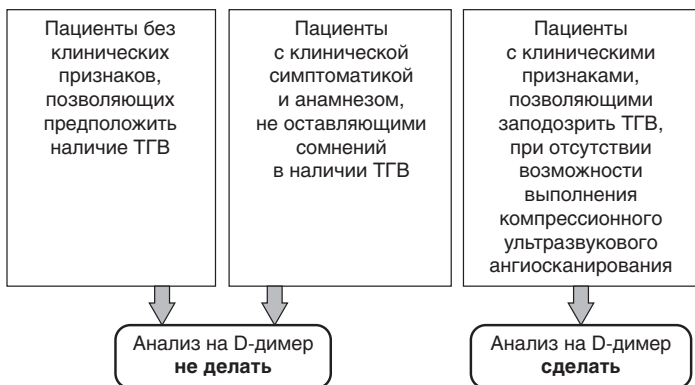 Пациенты без
клинических
признаков,
позволяющих
предположить
наличие ТГВ
Пациенты
с клинической
симптоматикой
и анамнезом,
не оставляющими
сомнений
в наличии ТГВ
Пациенты
с клиническими
признаками,
позволяющими
заподозрить ТГВ,
при отсутствии
возможности
выполнения
компрессионного
ультразвукового
ангиосканирования
Анализ на D-димер
не делать
Анализ на D-димер
сделать